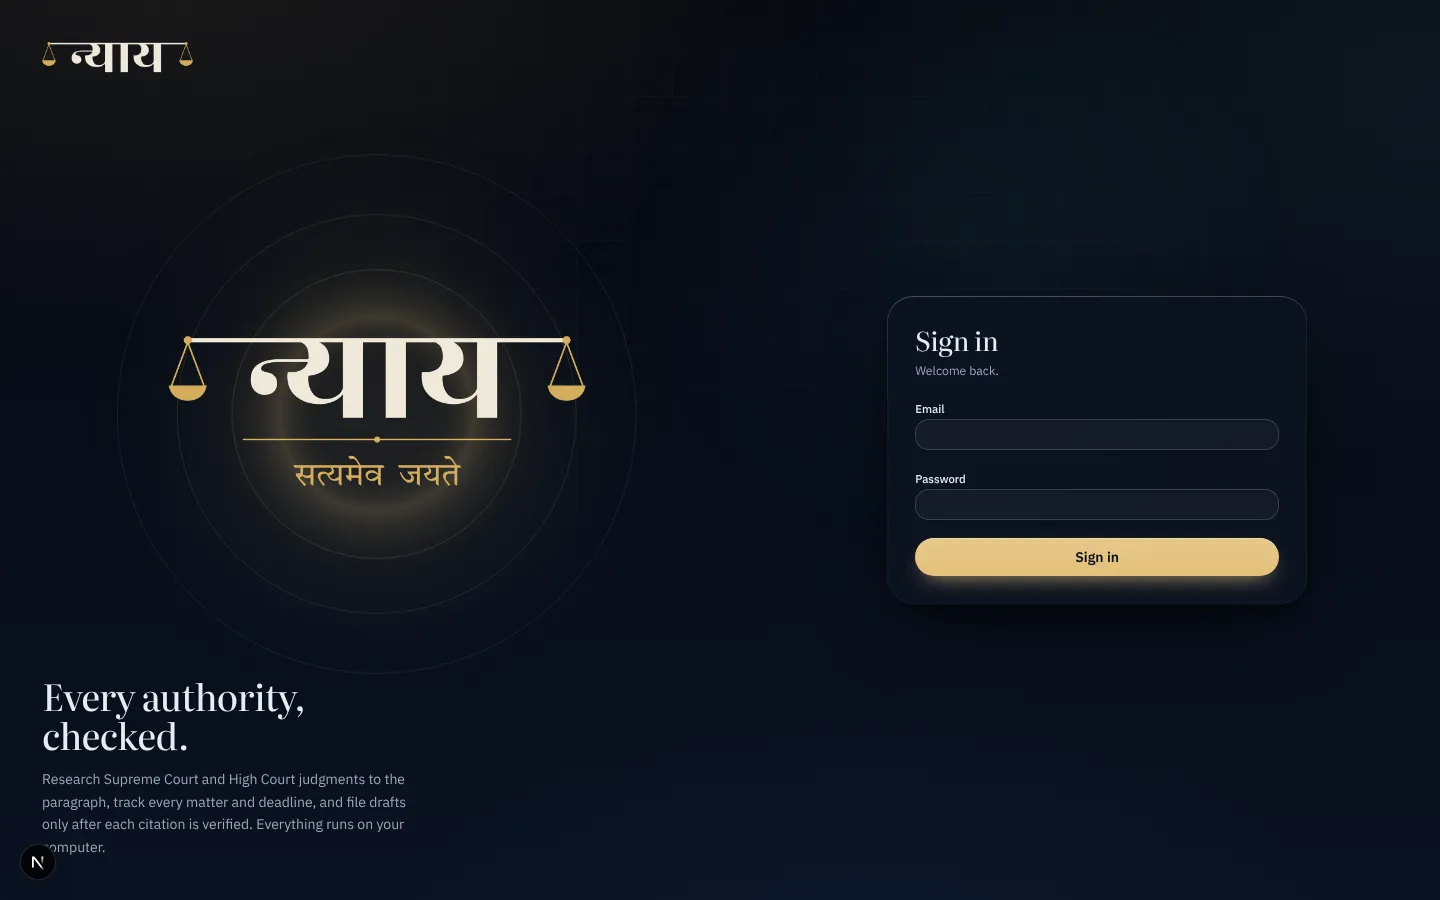 न्याय
न्याय
सत्यमेव जयते
Every authority,
checked.
Research Supreme Court and High Court judgments to the
paragraph, track every matter and deadline, and file drafts
only after each citation is verified. Everything runs on your
computer.
N
Sign in
Welcome back.
Email
Password
Sign in